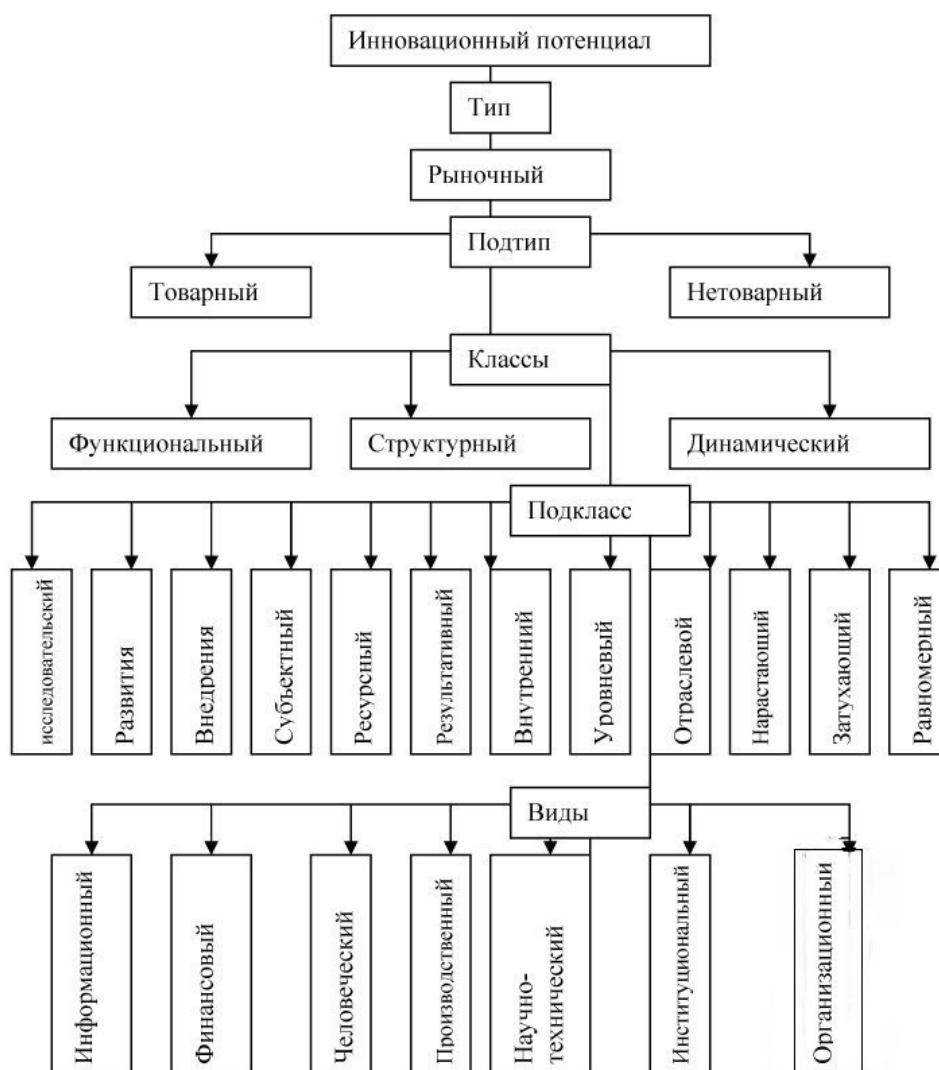 Инновационный потенциал
Тип
Рыночный
Подтип
Товарный
Нетоварный
Классы
Функциональный
Структурный
Динамический
Подкласс
исследовательский
Развития
Внедрения
Субъектный
Ресурсный
Результативный
Внутренний
Уровневый
Отраслевой
Нарастающий
Затухающий
Равномерный
Виды
Информационный
Финансовый
Человеческий
Производственный
Научно-
технический
Институциональный
Организационны